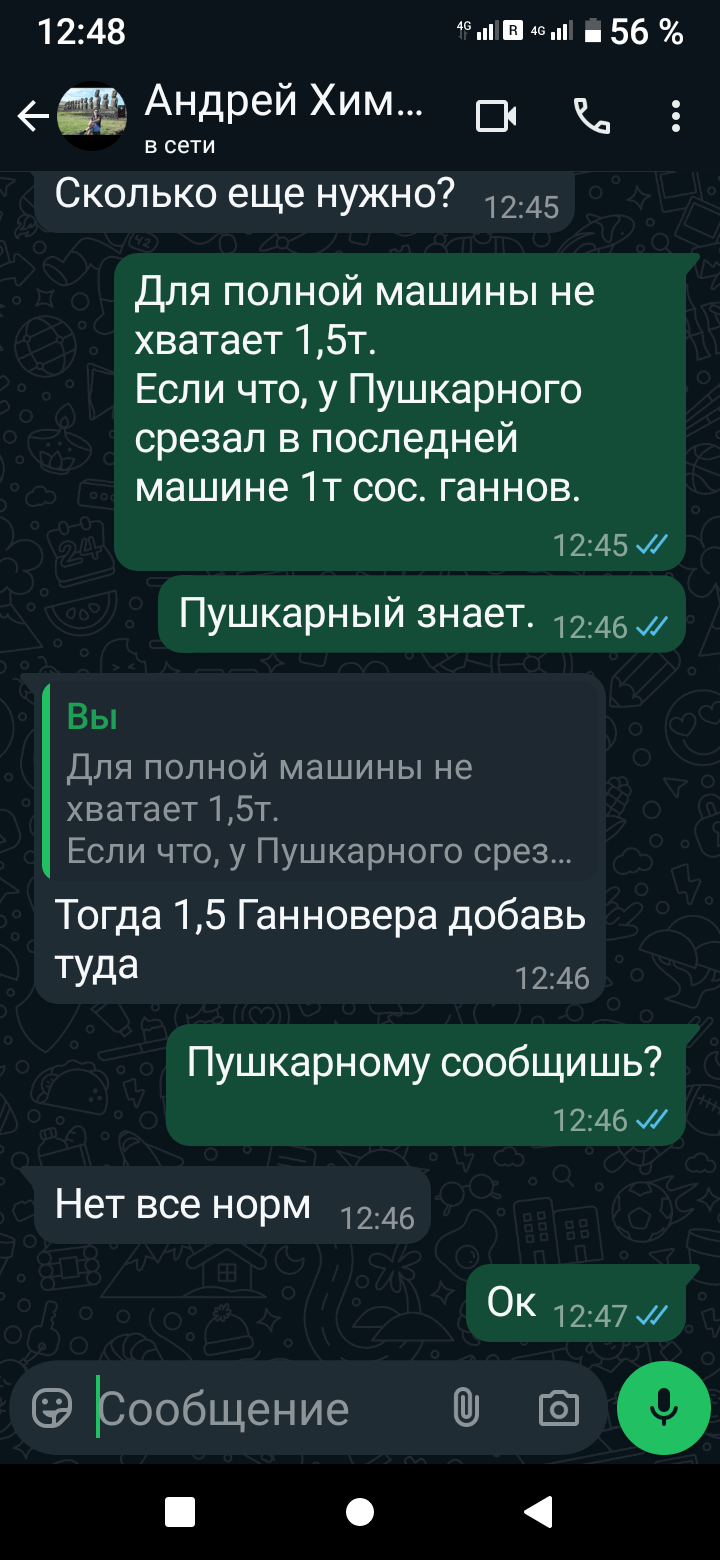 12:48
4G R 4G 56 %
Андрей Хим...
в сети
Сколько еще нужно? 12:45
Для полной машины не
хватает 1,5т.
Если что, у Пушкарного
срезал в последней
машине 1т сос. ганнов.
12:45
Пушкарный знает. 12:46
Вы
Для полной машины не
хватает 1,5т.
Если что, у Пушкарного срез...
Тогда 1,5 Ганновера добавь
туда 12:46
Пушкарному сообщишь?
12:46
Нет все норм 12:46
Ок 12:47
Сообщение